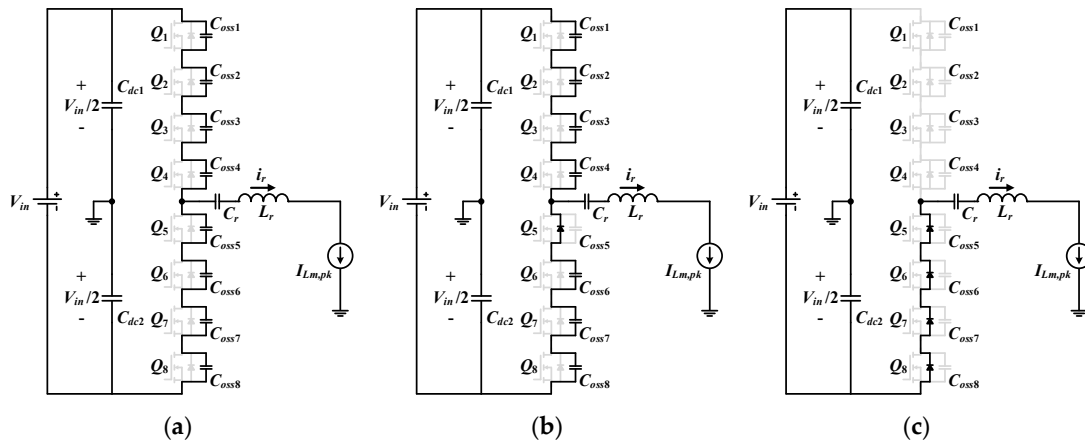 Q1
Coss1
Q2
Coss2
+
Vin/2
-
Cdc1
Q3
Coss3
Q4
Coss4
Vin
+
-
ir
Cr
Lr
Q5
Coss5
ILm,pk
Q6
Coss6
+
Vin/2
-
Cdc2
Q7
Coss7
Q8
Coss8
(a)
Q1
Coss1
Q2
Coss2
+
Vin/2
-
Cdc1
Q3
Coss3
Q4
Coss4
Vin
+
-
ir
Cr
Lr
Q5
Coss5
ILm,pk
Q6
Coss6
+
Vin/2
-
Cdc2
Q7
Coss7
Q8
Coss8
(b)
Q1
Coss1
Q2
Coss2
+
Vin/2
-
Cdc1
Q3
Coss3
Q4
Coss4
Vin
+
-
ir
Cr
Lr
Q5
Coss5
ILm,pk
Q6
Coss6
+
Vin/2
-
Cdc2
Q7
Coss7
Q8
Coss8
(c)